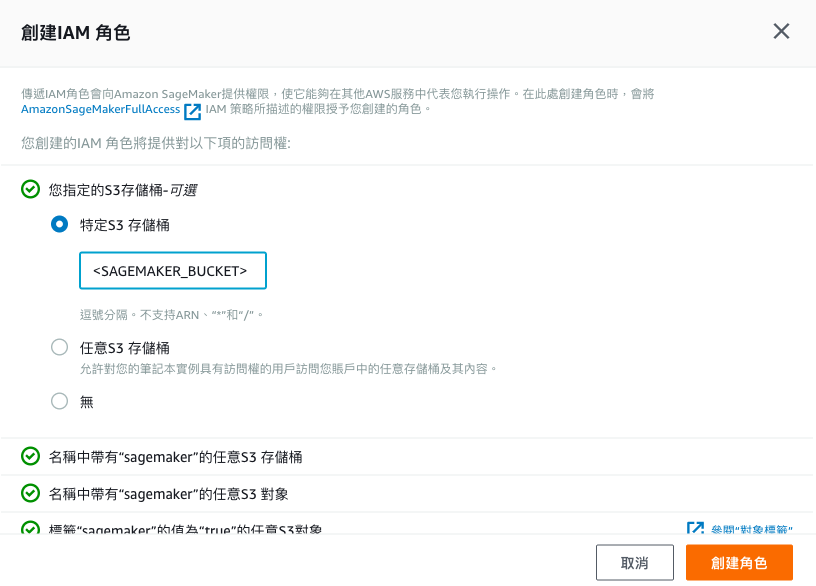 創建IAM 角色
傳遞IAM角色會向Amazon SageMaker提供權限，使它能夠在其他AWS服務中代表您執行操作。在此處創建角色時，會將
AmazonSageMakerFullAccess IAM 策略所描述的權限授予您創建的角色。
您創建的IAM 角色將提供對以下項的訪問權:
您指定的S3存儲桶-可選
特定S3 存儲桶
<SAGEMAKER_BUCKET>
逗號分隔。不支持ARN、“*”和“/”。
任意S3 存儲桶
允許對您的筆記本實例具有訪問權的用戶訪問您賬戶中的任意存儲桶及其內容。
無
名稱中帶有“sagemaker”的任意S3 存儲桶
名稱中帶有“sagemaker”的任意S3 對象
標籤“sagemaker”的值為“true”的任意S3對象 參閱“對象標籤”
取消 創建角色